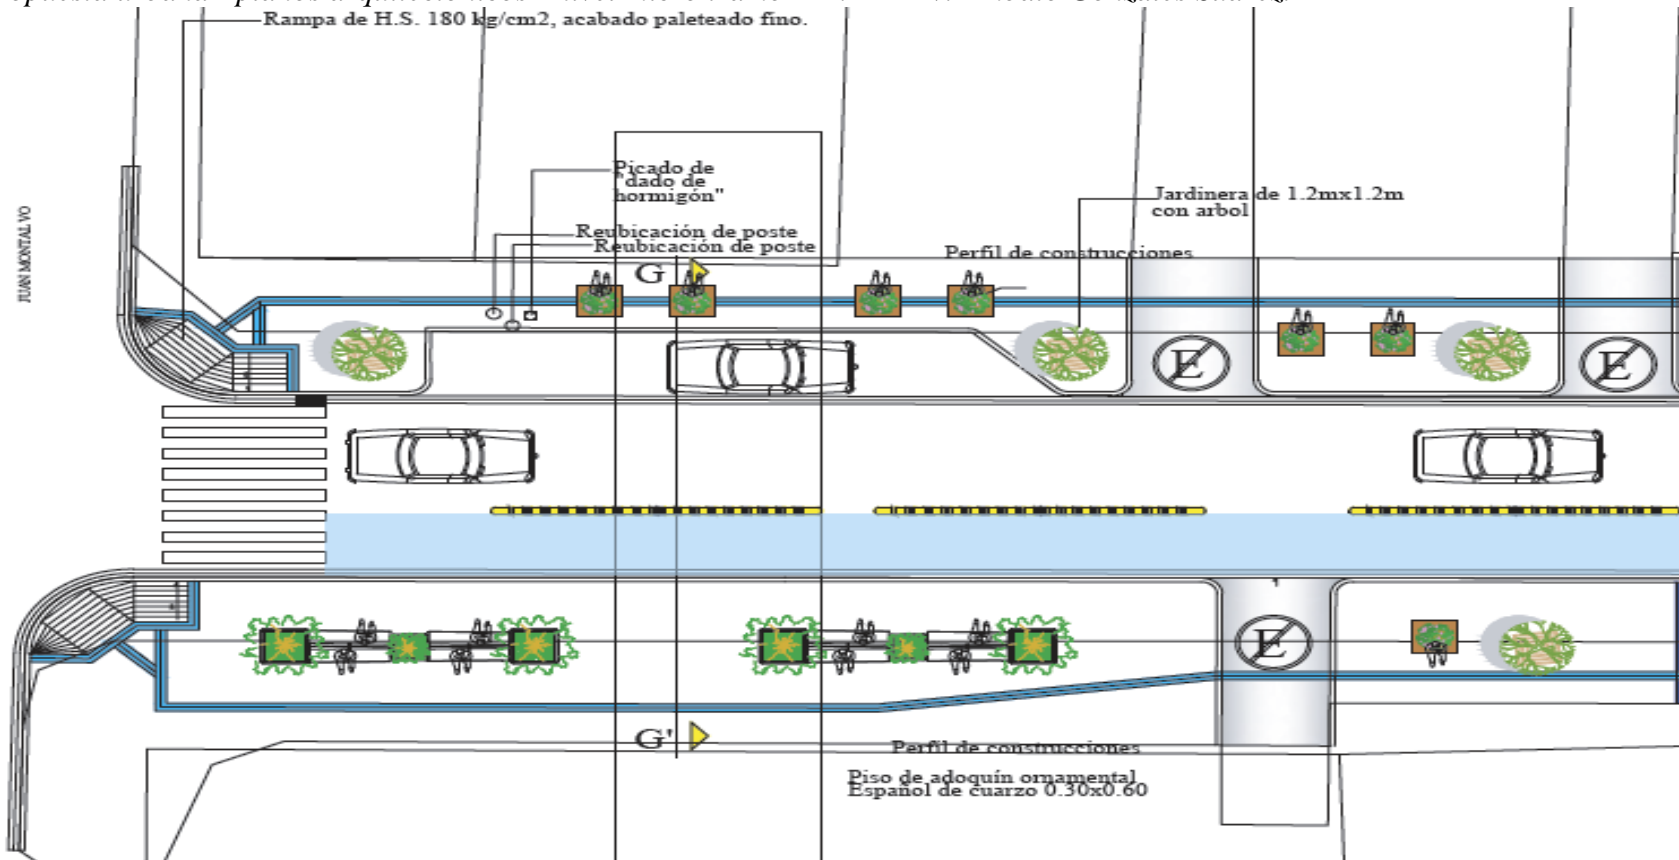 Rampa de H.S. 180 kg/cm2, acabado paleteado fino.
Picado de
"dado de
hormigón"
Jardinera de 1.2mx1.2m
con arbol
JUAN MONTALVO
Reubicación de poste
Reubicación de poste
Perfil de construcciones
G
E
E
E
G'
Perfil de construcciones
Piso de adoquín ornamental
Español de cuarzo 0.30x0.60